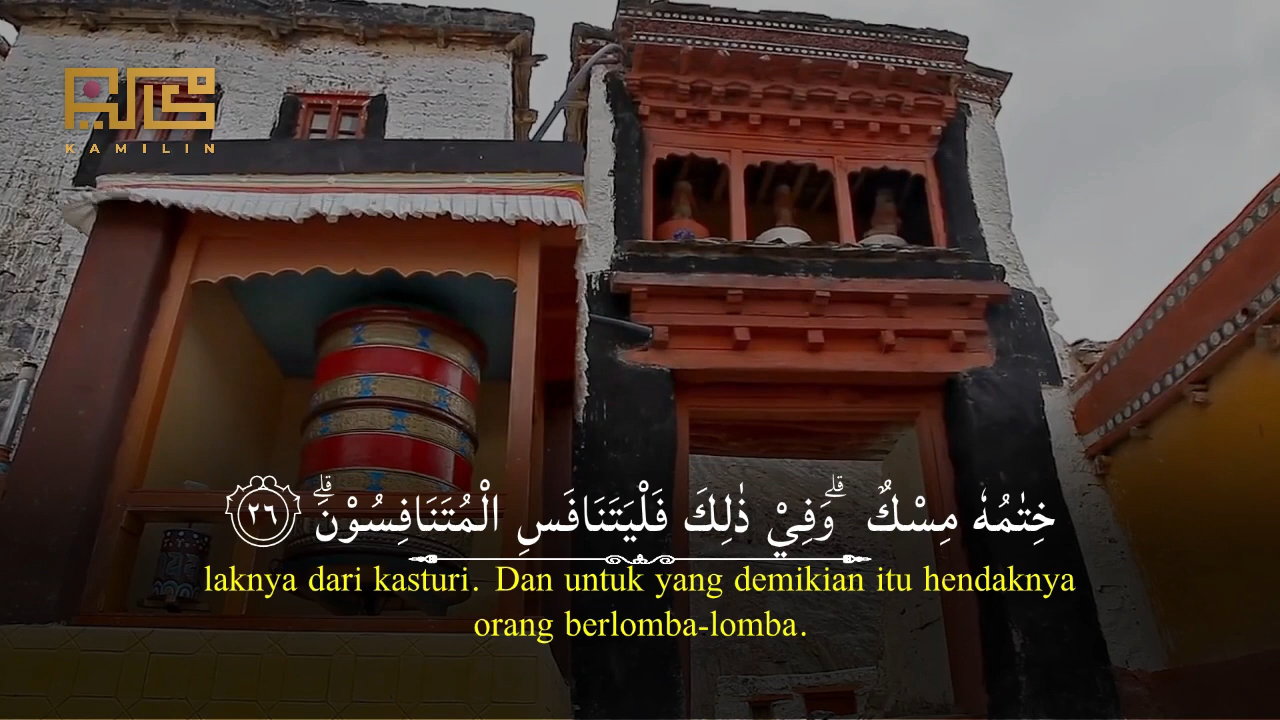 KAMILIN
خِتٰمُهٗ مِسْكٌ ۗوَفِيْ ذٰلِكَ فَلْيَتَنَافَسِ الْمُتَنَافِسُوْنَۗ ٢٦
laknya dari kasturi. Dan untuk yang demikian itu hendaknya
orang berlomba-lomba.